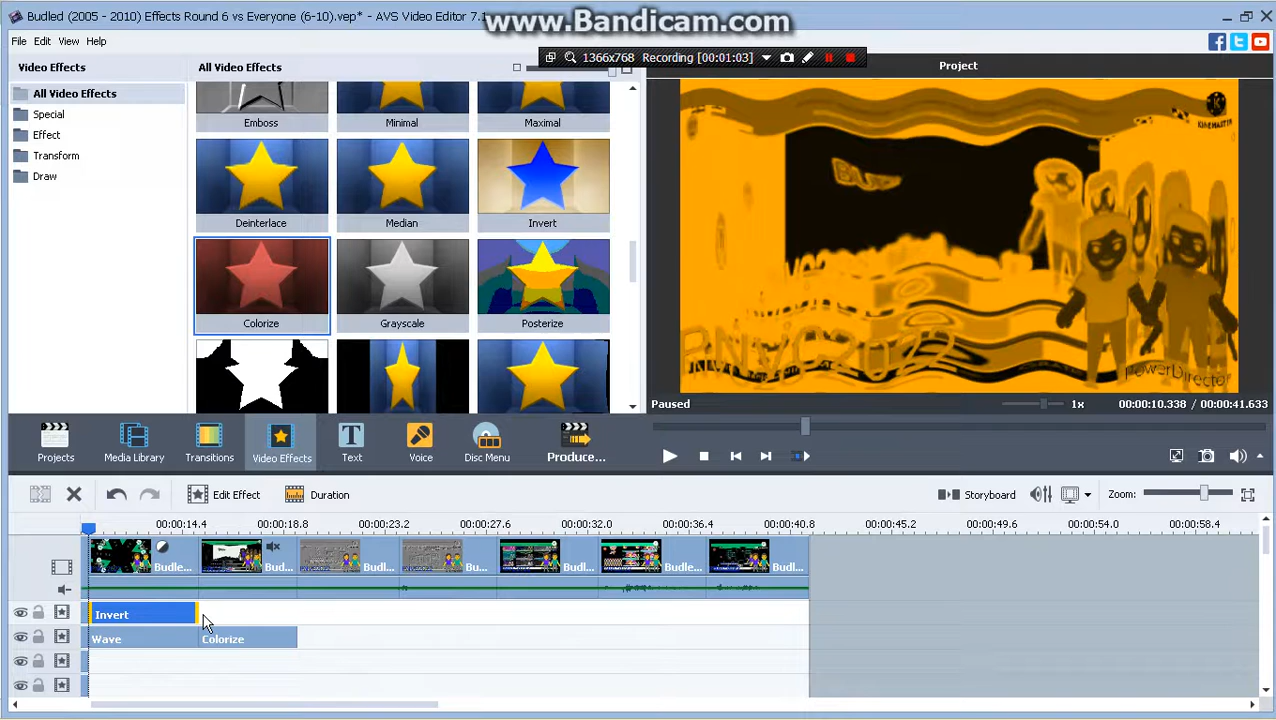 Budled (2005 - 2010) Effects Round 6 vs Everyone (6-10).vep* - AVS Video Editor 7.1
www.Bandicam.com
File Edit View Help
1366x768 Recording [00:01:03]
Video Effects
All Video Effects
Project
All Video Effects
Special
Effect
Transform
Draw
Emboss
Minimal
Maximal
Deinterlace
Median
Invert
Colorize
Grayscale
Posterize
KINEMASTER
RNVC2022
PowerDirector
Paused
1x
00:00:10.338 / 00:00:41.633
Projects
Media Library
Transitions
Video Effects
Text
Voice
Disc Menu
Produce...
Edit Effect
Duration
Storyboard
Zoom:
00:00:14.4 00:00:18.8 00:00:23.2 00:00:27.6 00:00:32.0 00:00:36.4 00:00:40.8 00:00:45.2 00:00:49.6 00:00:54.0 00:00:58.4
Budle... Bud... Budl... Bu... Budl... Budle... Budl...
Invert
Wave
Colorize